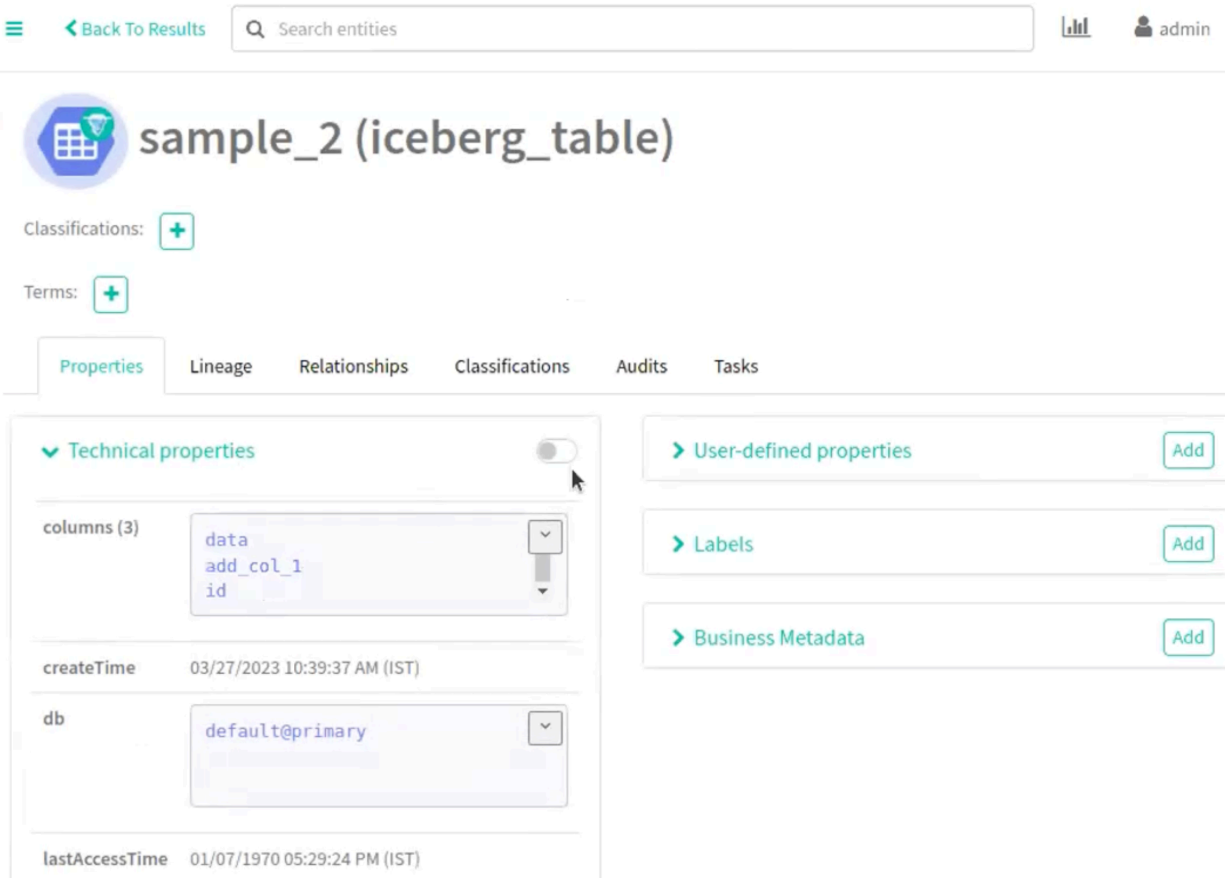 Back To Results
Search entities
admin
sample_2 (iceberg_table)
Classifications:
Terms:
Properties Lineage Relationships Classifications Audits Tasks
Technical properties
columns (3)
data
add_col_1
id
createTime 03/27/2023 10:39:37 AM (IST)
db
default@primary
lastAccessTime 01/07/1970 05:29:24 PM (IST)
User-defined properties Add
Labels Add
Business Metadata Add